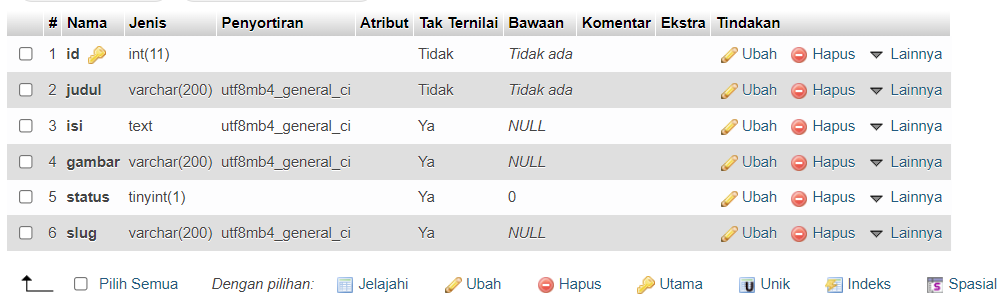 # Nama Jenis Penyortiran Atribut Tak Ternilai Bawaan Komentar Ekstra Tindakan
1 id int(11) Tidak Tidak ada Ubah Hapus Lainnya
2 judul varchar(200) utf8mb4_general_ci Tidak Tidak ada Ubah Hapus Lainnya
3 isi text utf8mb4_general_ci Ya NULL Ubah Hapus Lainnya
4 gambar varchar(200) utf8mb4_general_ci Ya NULL Ubah Hapus Lainnya
5 status tinyint(1) Ya 0 Ubah Hapus Lainnya
6 slug varchar(200) utf8mb4_general_ci Ya NULL Ubah Hapus Lainnya
Pilih Semua Dengan pilihan: Jelajahi Ubah Hapus Utama Unik Indeks Spasial